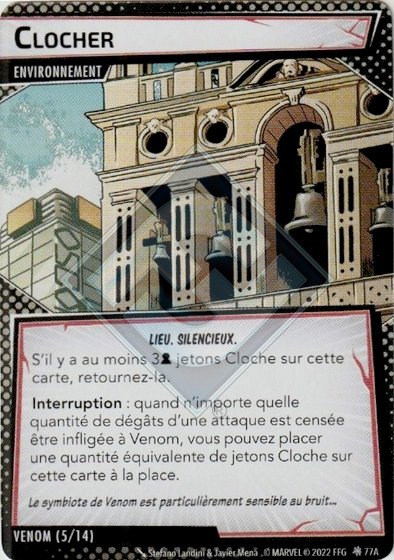 CLOCHER
ENVIRONNEMENT
LIEU. SILENCIEUX.
S'il y a au moins 3 jetons Cloche sur cette
carte, retournez-la.
Interruption : quand n'importe quelle
quantité de dégâts d'une attaque est censée
être infligée à Venom, vous pouvez placer
une quantité équivalente de jetons Cloche sur
cette carte à la place.
Le symbiote de Venom est particulièrement sensible au bruit...
VENOM (5/14)
Stefano Landini & Javier Mena © MARVEL © 2022 FFG 77A